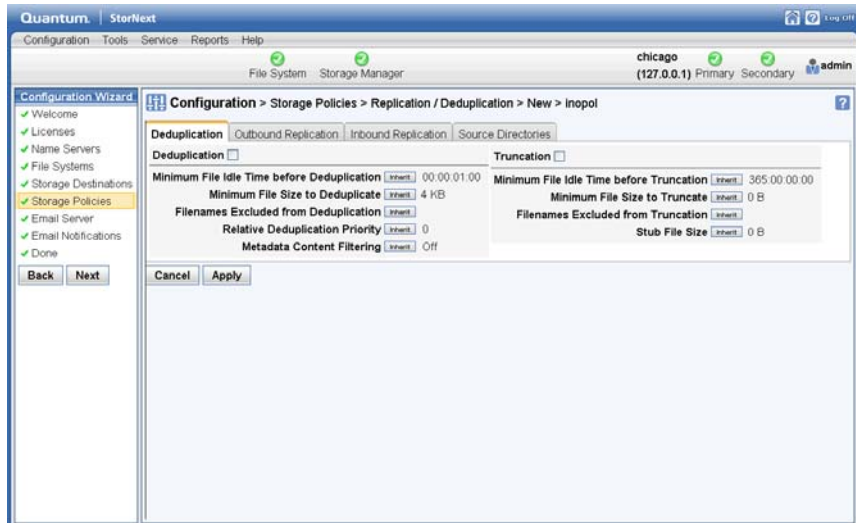 Quantum. StorNext
Log Off
Configuration Tools Service Reports Help
File System Storage Manager
chicago
(127.0.0.1) Primary Secondary
admin
Configuration Wizard
Welcome
Licenses
Name Servers
File Systems
Storage Destinations
Storage Policies
Email Server
Email Notifications
Done
Back Next
Configuration > Storage Policies > Replication / Deduplication > New > inopol
?
Deduplication Outbound Replication Inbound Replication Source Directories
Deduplication
Minimum File Idle Time before Deduplication Inherit 00:00:01:00
Minimum File Size to Deduplicate Inherit 4 KB
Filenames Excluded from Deduplication Inherit
Relative Deduplication Priority Inherit 0
Metadata Content Filtering Inherit Off
Truncation
Minimum File Idle Time before Truncation Inherit 365:00:00:00
Minimum File Size to Truncate Inherit 0 B
Filenames Excluded from Truncation Inherit
Stub File Size Inherit 0 B
Cancel Apply